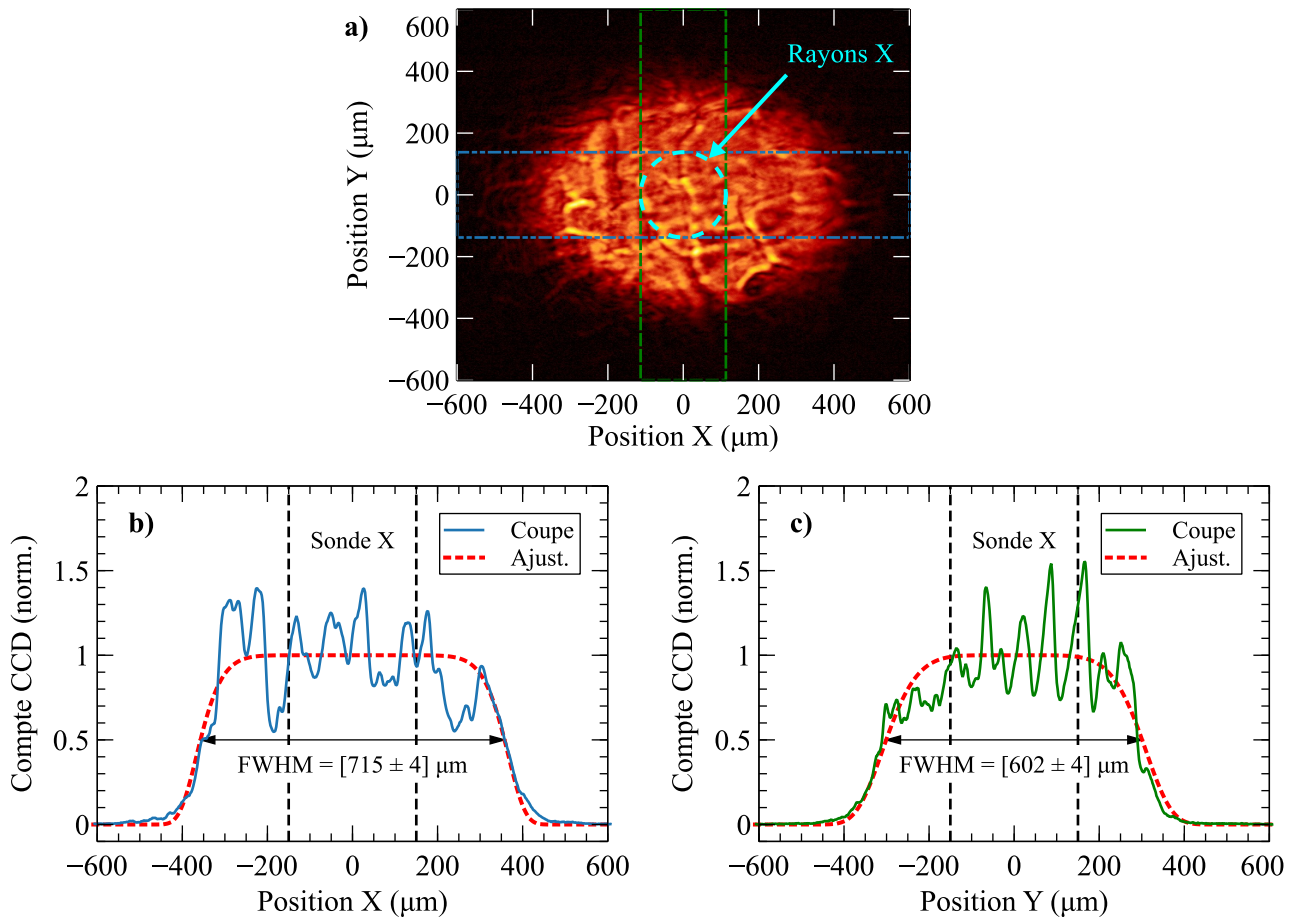 a)
Rayons X
Position Y (μm)
600
400
200
0
−200
−400
−600
−600 −400 −200 0 200 400 600
Position X (μm)
b)
Sonde X
Coupe
Ajust.
FWHM = [715 ± 4] μm
Compte CCD (norm.)
2
1.5
1
0.5
0
−600 −400 −200 0 200 400 600
Position X (μm)
c)
Sonde X
Coupe
Ajust.
FWHM = [602 ± 4] μm
Compte CCD (norm.)
2
1.5
1
0.5
0
−600 −400 −200 0 200 400 600
Position Y (μm)